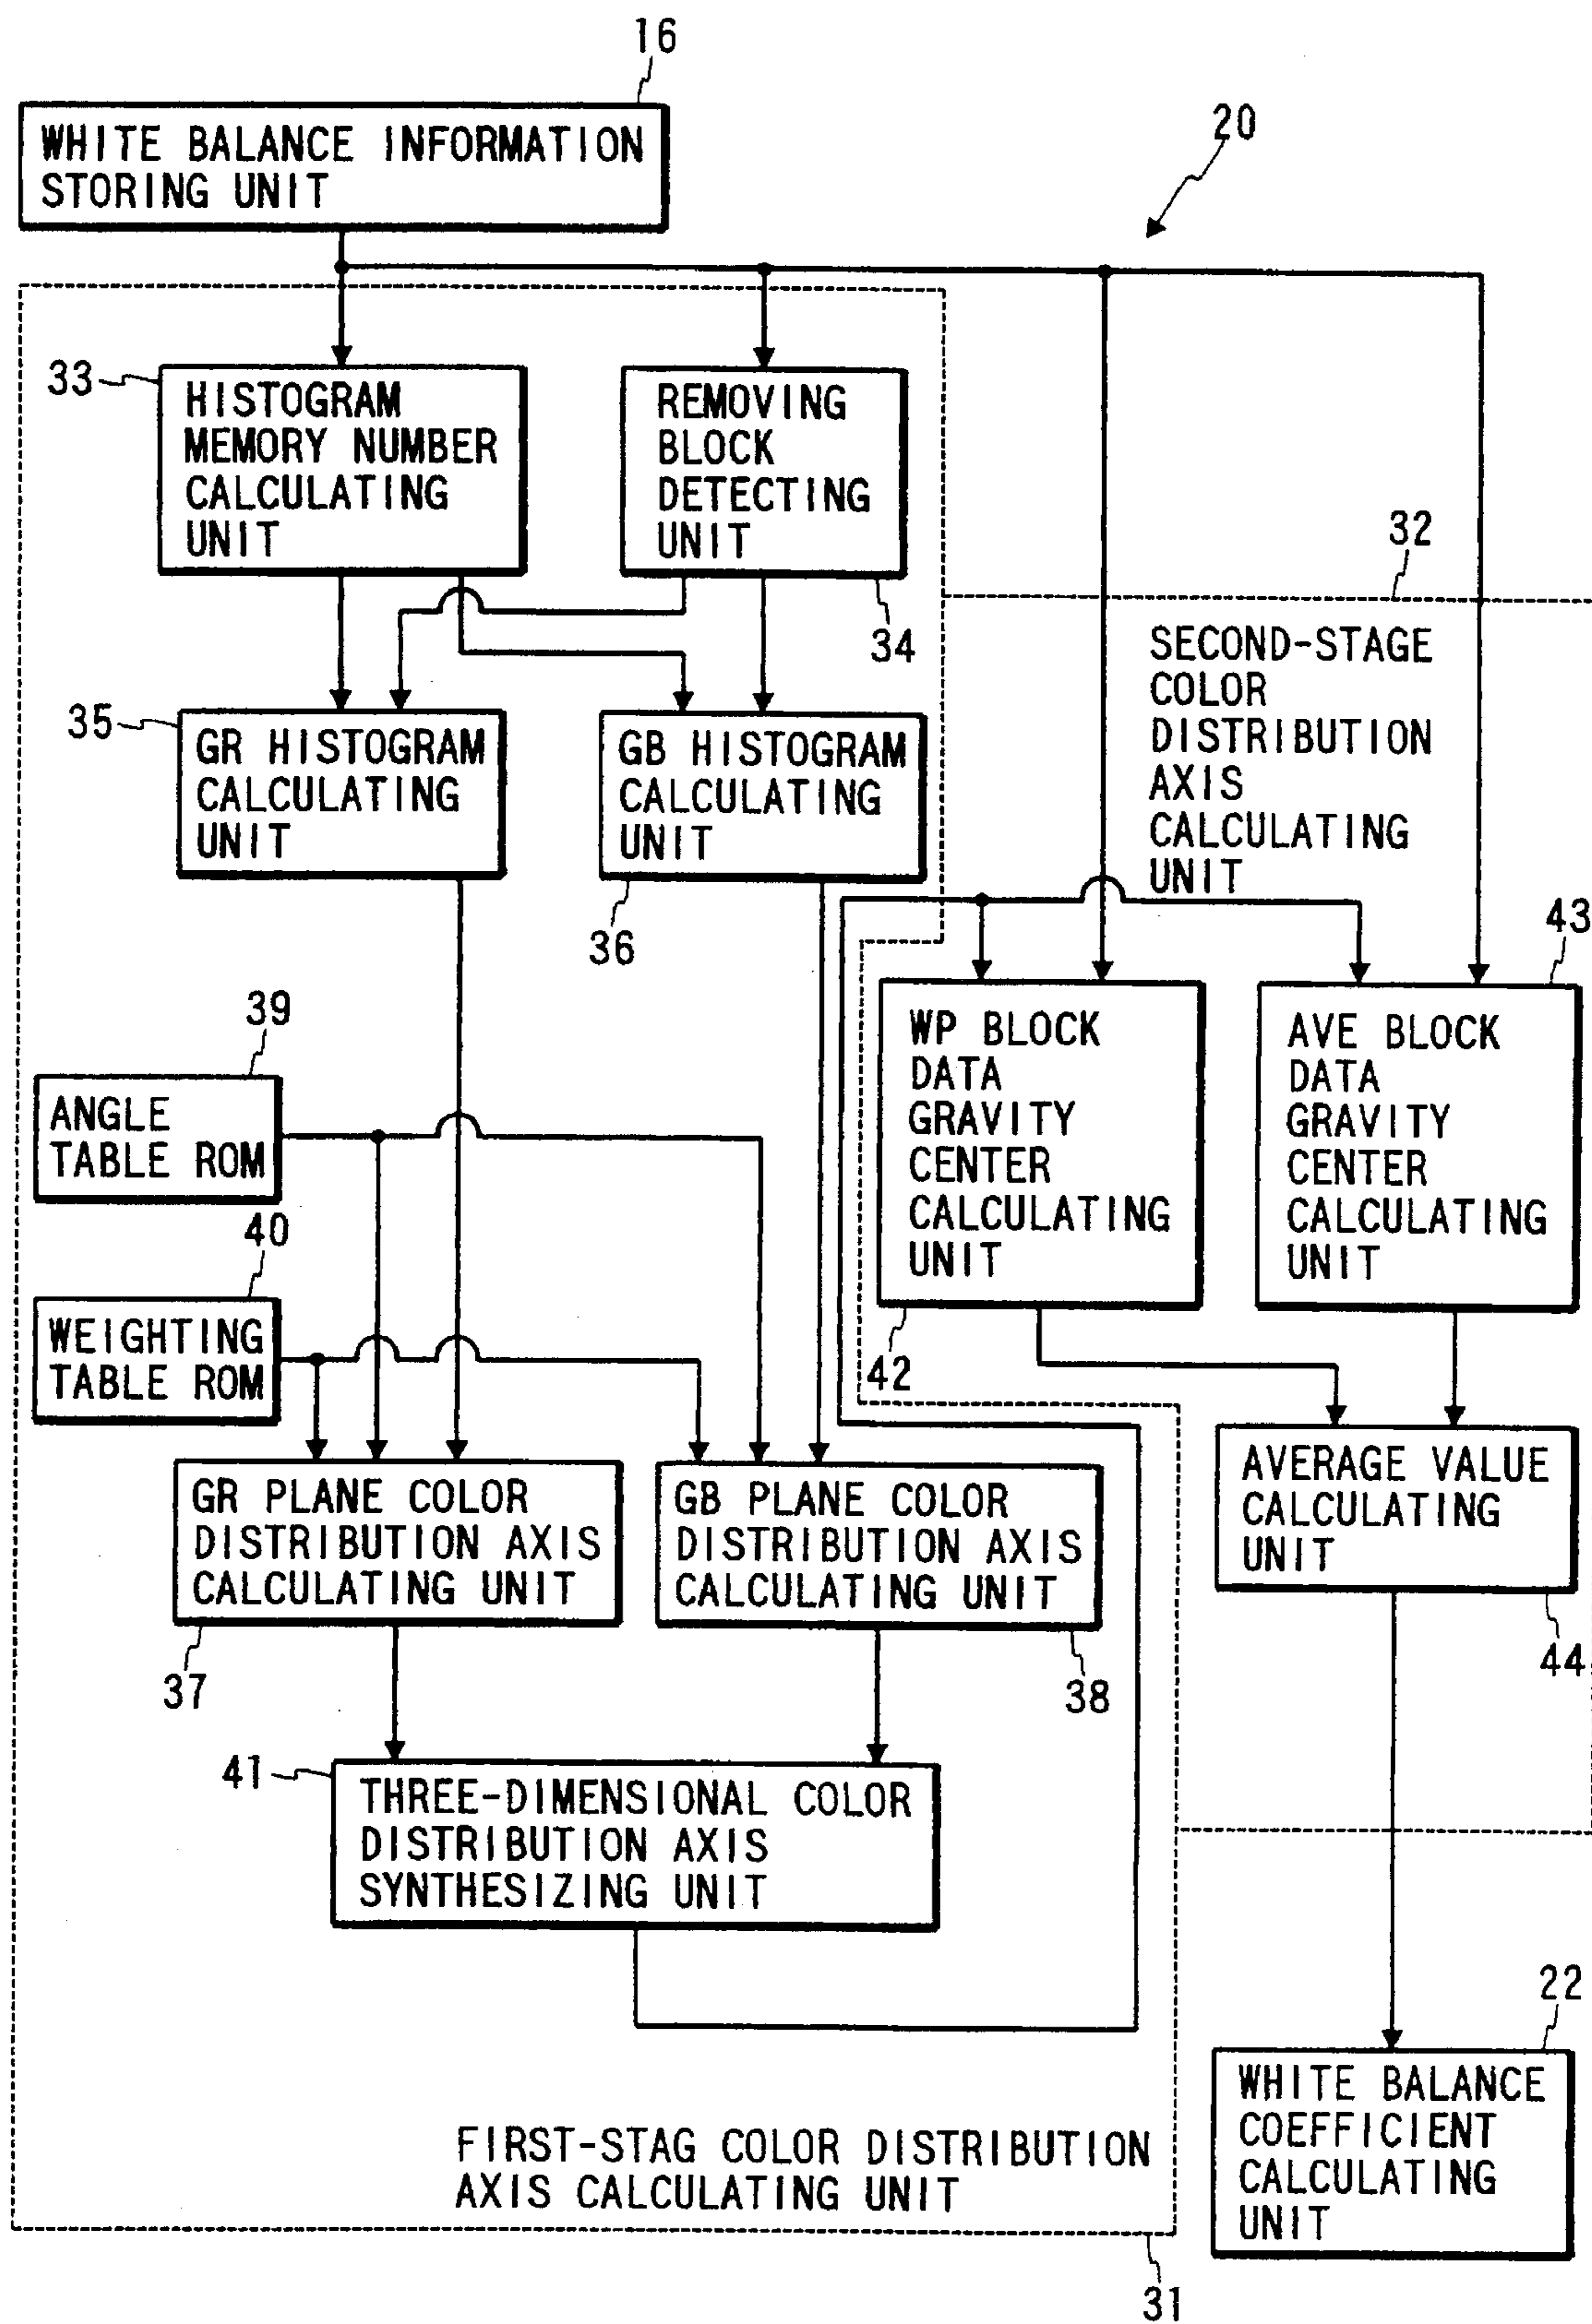 16
WHITE BALANCE INFORMATION
STORING UNIT
20
33
HISTOGRAM
MEMORY NUMBER
CALCULATING
UNIT
REMOVING
BLOCK
DETECTING
UNIT
34
32
SECOND-STAGE
COLOR
DISTRIBUTION
AXIS
CALCULATING
UNIT
35
GR HISTOGRAM
CALCULATING
UNIT
GB HISTOGRAM
CALCULATING
UNIT
36
43
39
ANGLE
TABLE ROM
WP BLOCK
DATA
GRAVITY
CENTER
CALCULATING
UNIT
42
AVE BLOCK
DATA
GRAVITY
CENTER
CALCULATING
UNIT
40
WEIGHTING
TABLE ROM
GR PLANE COLOR
DISTRIBUTION AXIS
CALCULATING UNIT
37
GB PLANE COLOR
DISTRIBUTION AXIS
CALCULATING UNIT
38
AVERAGE VALUE
CALCULATING
UNIT
44
41
THREE-DIMENSIONAL COLOR
DISTRIBUTION AXIS
SYNTHESIZING UNIT
22
WHITE BALANCE
COEFFICIENT
CALCULATING
UNIT
FIRST-STAG COLOR DISTRIBUTION
AXIS CALCULATING UNIT
31